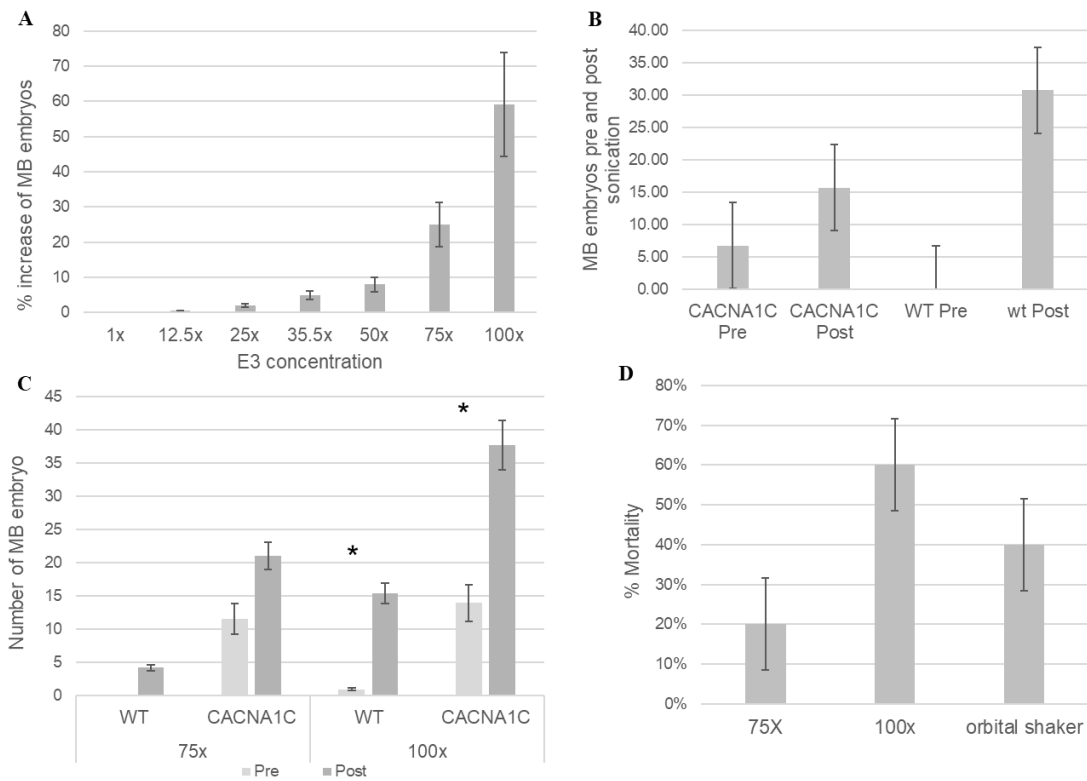 A
80
70
60
50
40
30
20
10
0
% increase of MB embryos
1x 12.5x 25x 35.5x 50x 75x 100x
E3 concentration
B
40.00
35.00
30.00
25.00
20.00
15.00
10.00
5.00
0.00
MB embryos pre and post
sonication
CACNA1C CACNA1C WT Pre wt Post
Pre Post
C
45
40
35
30
25
20
15
10
5
0
Number of MB embryo
* *
WT CACNA1C WT CACNA1C
75x 100x
Pre Post
D
80%
70%
60%
50%
40%
30%
20%
10%
0%
% Mortality
75X 100x orbital shaker